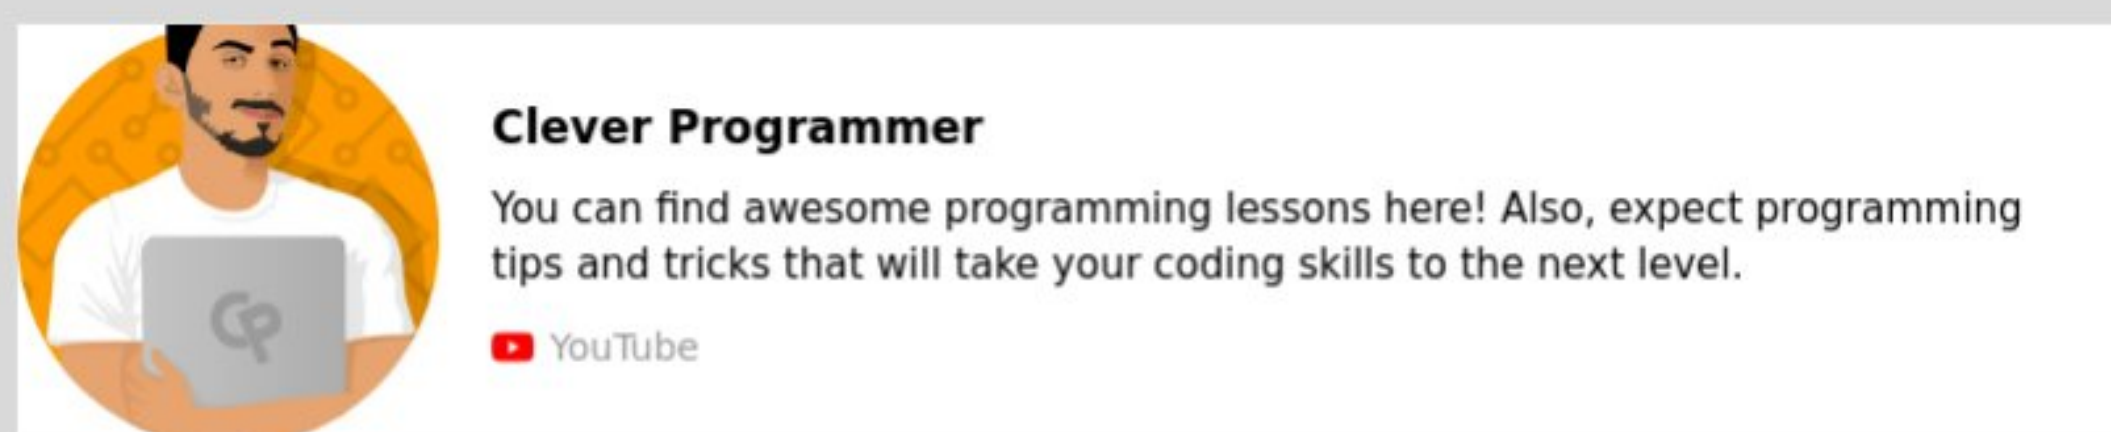 Clever Programmer
You can find awesome programming lessons here! Also, expect programming
tips and tricks that will take your coding skills to the next level.
YouTube
CP